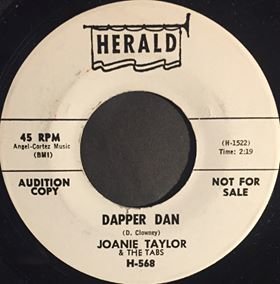 HERALD
45 RPM
Angel-Cortez Music
(BMI)
(H-1522)
Time: 2:19
AUDITION
COPY
NOT FOR
SALE
DAPPER DAN
(D. Clowney)
JOANIE TAYLOR
& THE TABS
H-568